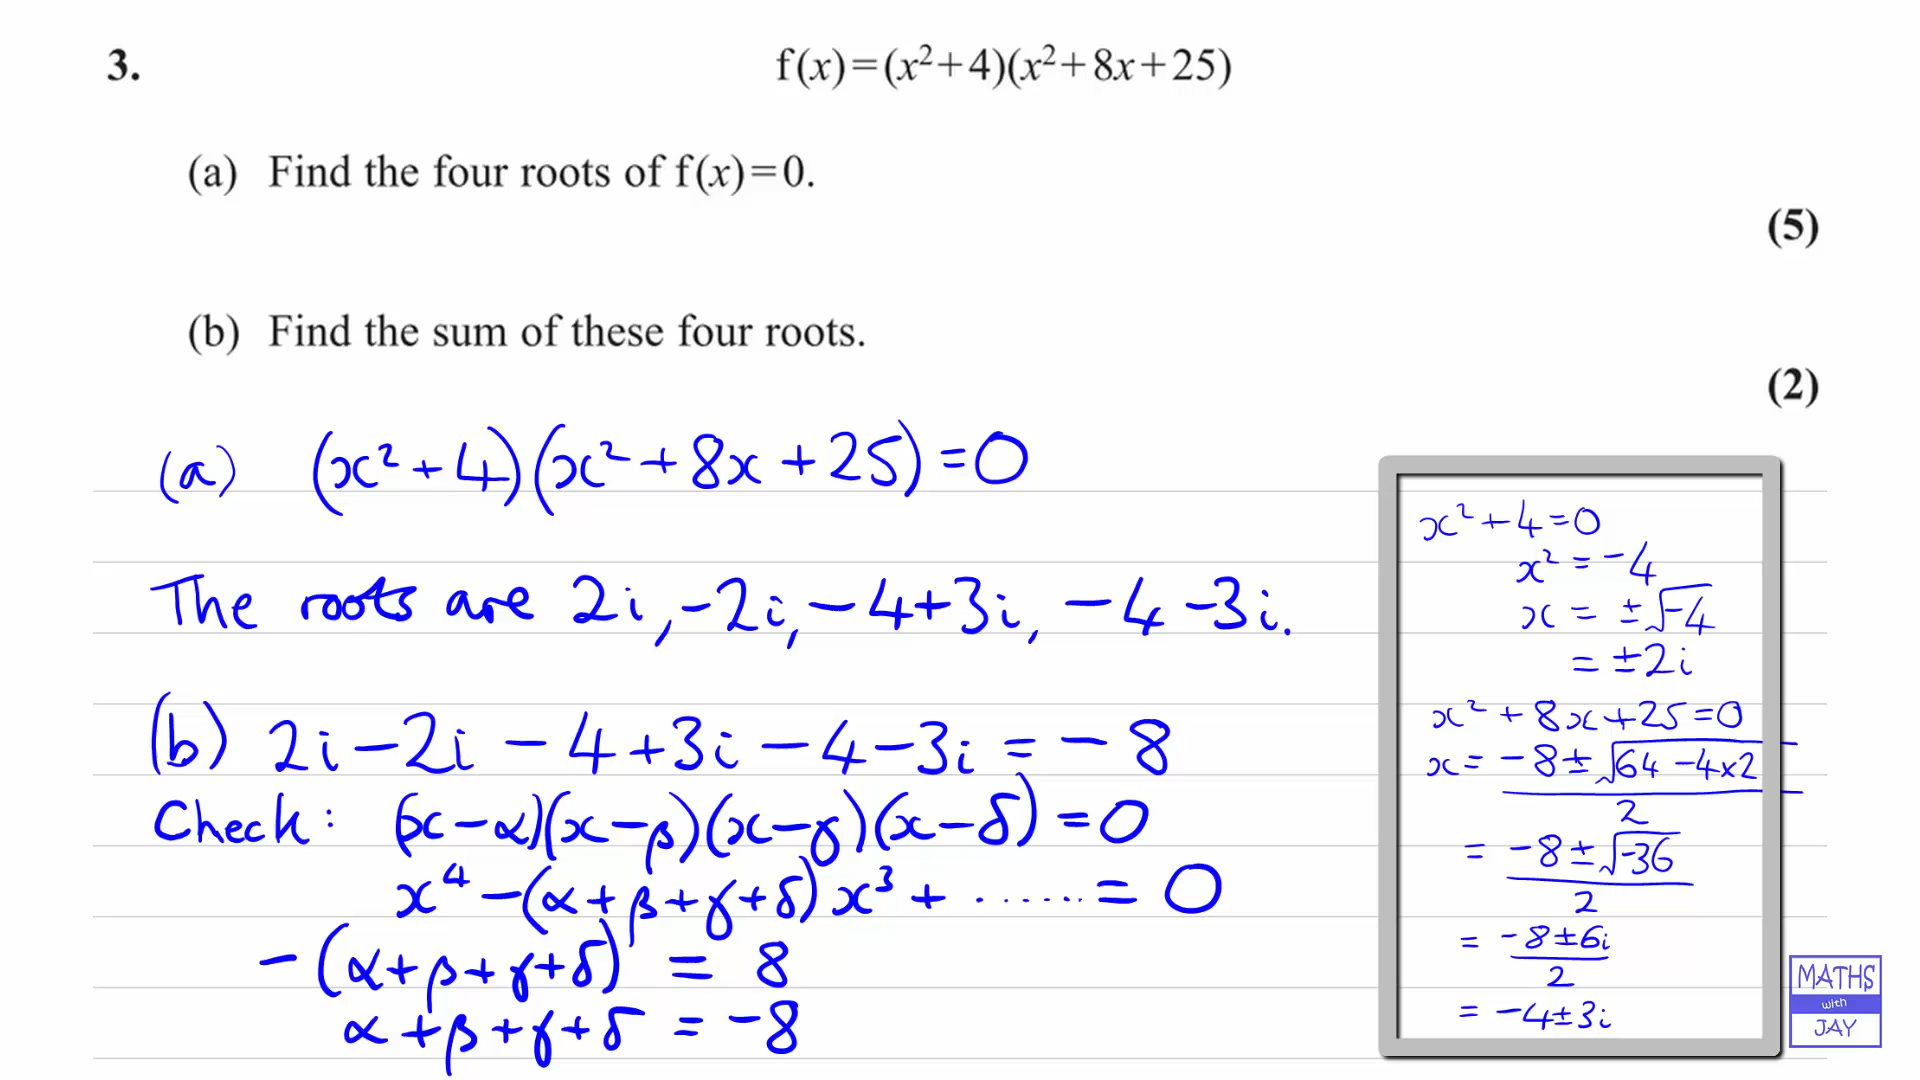 3. f(x)=(x²+4)(x²+8x+25)
(a) Find the four roots of f(x)=0.
(5)
(b) Find the sum of these four roots.
(2)
(a) (x²+4)(x²+8x+25)=0
The roots are 2i, -2i, -4+3i, -4-3i.
(b) 2i-2i-4+3i-4-3i=-8
Check: (x-α)(x-β)(x-γ)(x-δ)=0
x⁴-(α+β+γ+δ)x³+......=0
-(α+β+γ+δ) = 8
α+β+γ+δ = -8
x²+4=0
x²=-4
x = ±√-4
= ±2i
x²+8x+25=0
x = -8±√64-4×2
2
= -8±√-36
2
= -8±6i
2
= -4±3i
MATHS
with
JAY